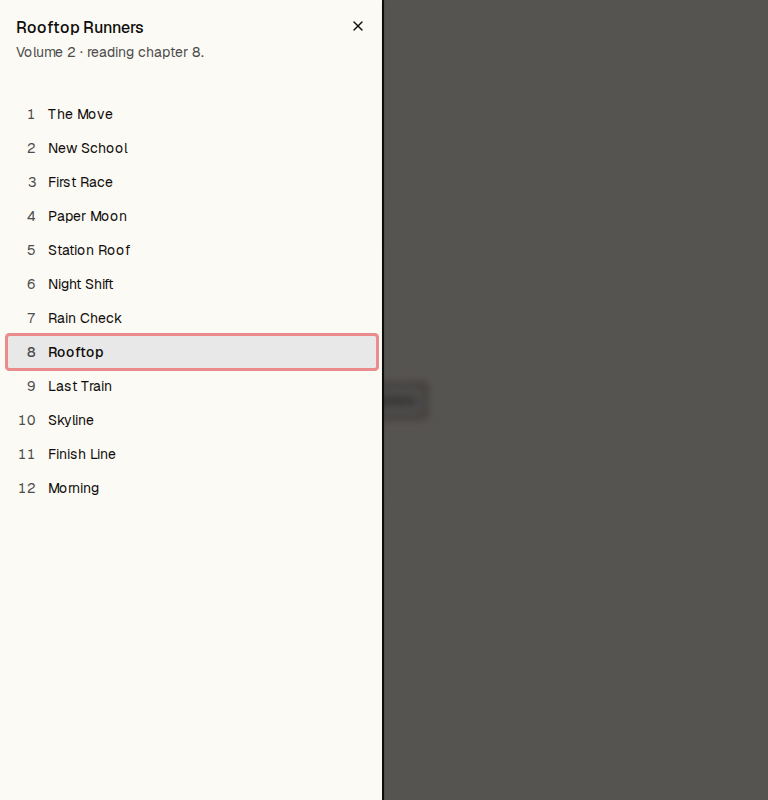 Rooftop Runners
Volume 2 · reading chapter 8.
1 The Move
2 New School
3 First Race
4 Paper Moon
5 Station Roof
6 Night Shift
7 Rain Check
8 Rooftop
9 Last Train
10 Skyline
11 Finish Line
12 Morning